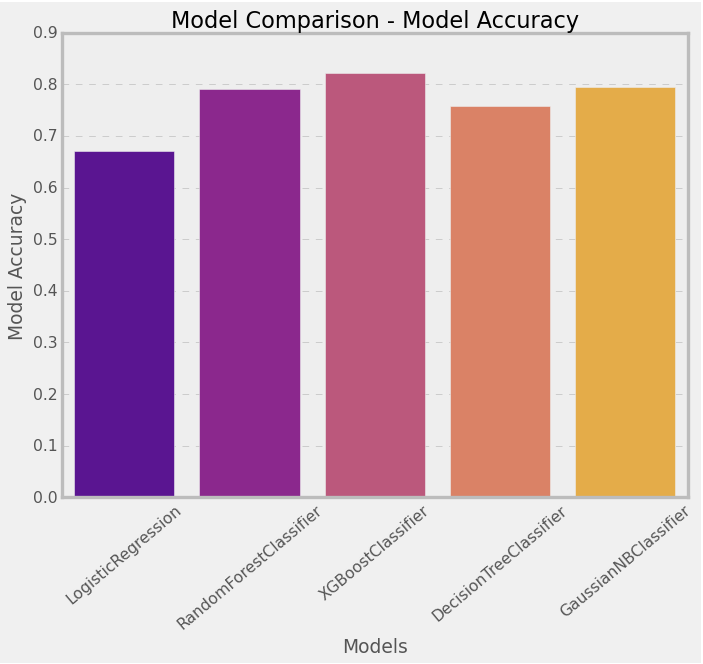 Model Comparison - Model Accuracy
0.9
0.8
0.7
0.6
0.5
0.4
0.3
0.2
0.1
0.0
Model Accuracy
LogisticRegression
RandomForestClassifier
XGBoostClassifier
DecisionTreeClassifier
GaussianNBClassifier
Models